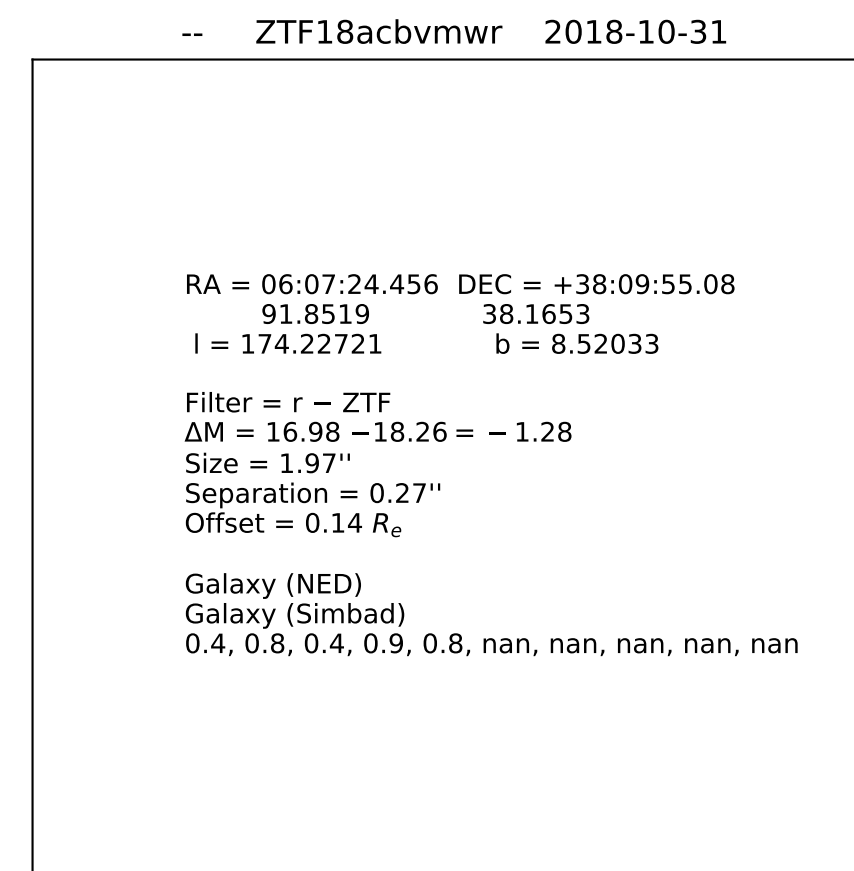 -- ZTF18acbvmwr 2018-10-31
RA = 06:07:24.456 DEC = +38:09:55.08
91.8519 38.1653
l = 174.22721 b = 8.52033
Filter = r − ZTF
ΔM = 16.98 −18.26 = − 1.28
Size = 1.97''
Separation = 0.27''
Offset = 0.14 Re
Galaxy (NED)
Galaxy (Simbad)
0.4, 0.8, 0.4, 0.9, 0.8, nan, nan, nan, nan, nan